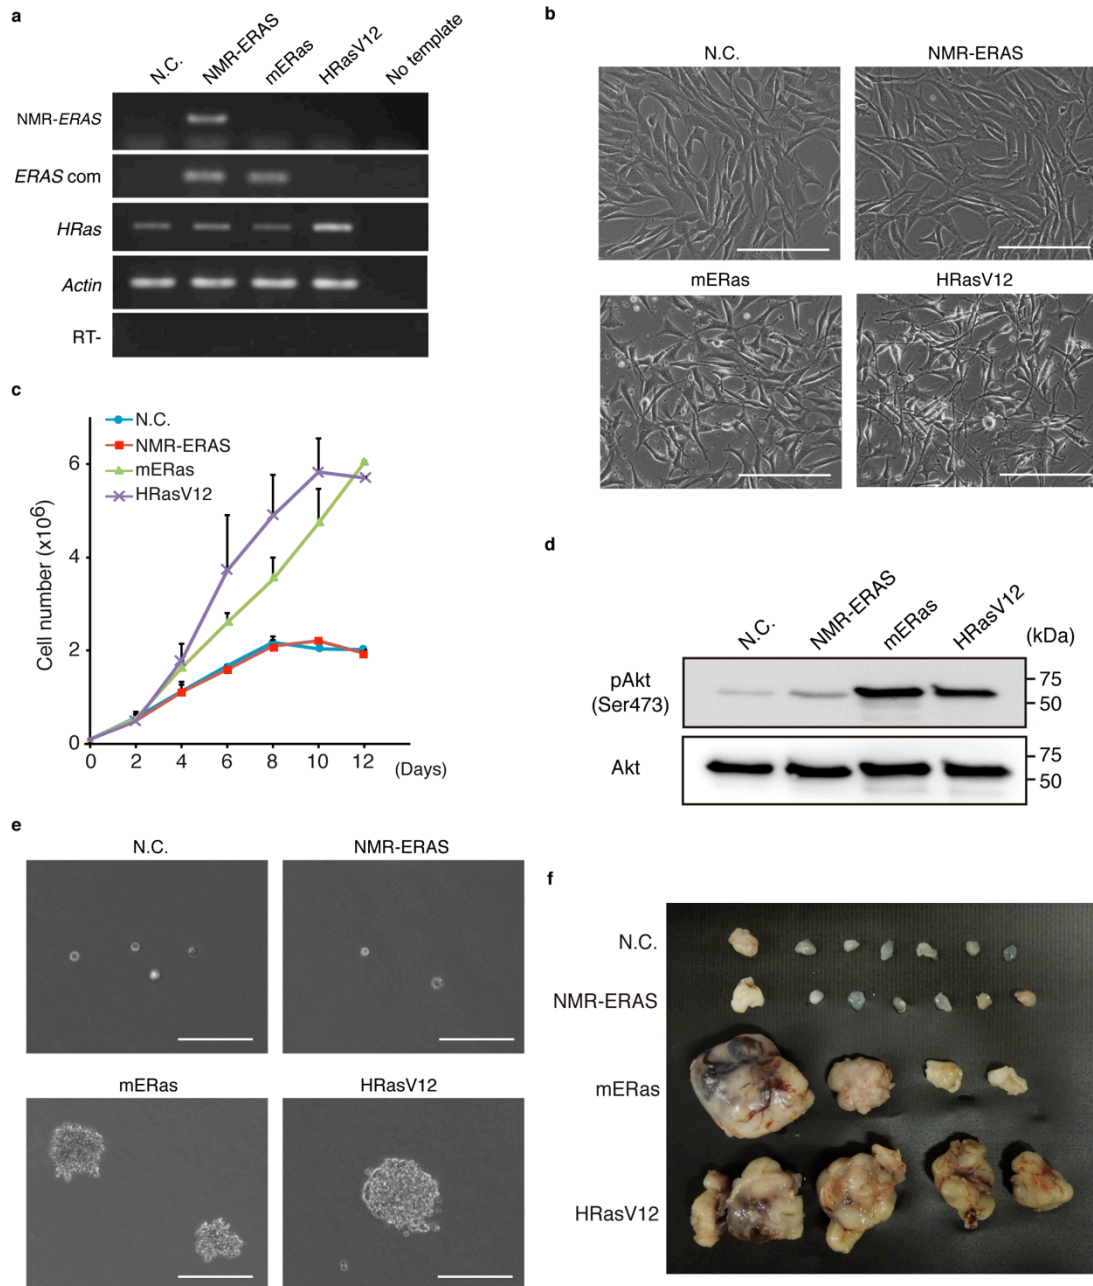 a
N.C.
NMR-ERAS
mERas
HRasV12
No template
NMR-ERAS
ERAS com
HRas
Actin
RT-
b
N.C.
NMR-ERAS
mERas
HRasV12
c
N.C.
NMR-ERAS
mERas
HRasV12
Cell number (x10⁶)
6
4
2
0
0 2 4 6 8 10 12 (Days)
d
N.C.
NMR-ERAS
mERas
HRasV12
(kDa)
pAkt
(Ser473)
75
50
Akt
75
50
e
N.C.
NMR-ERAS
mERas
HRasV12
f
N.C.
NMR-ERAS
mERas
HRasV12